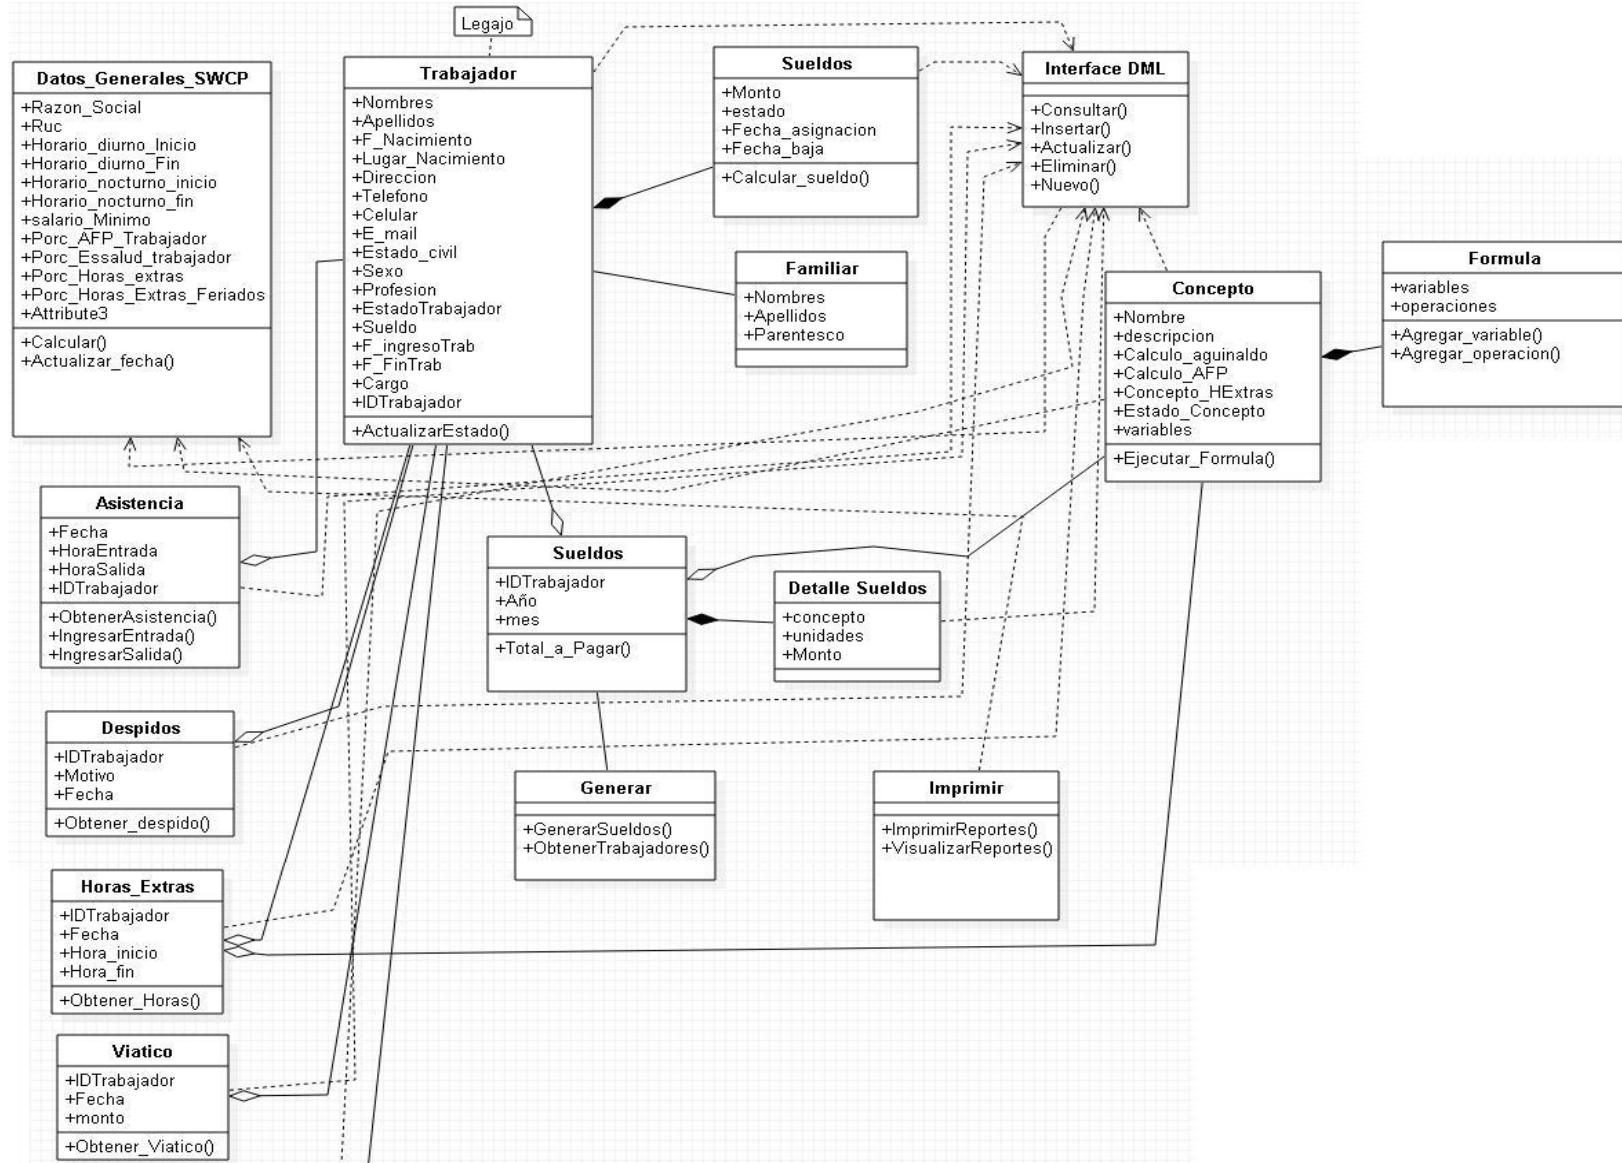 Legajo
Datos_Generales_SWCP
+Razon_Social
+Ruc
+Horario_diurno_Inicio
+Horario_diurno_Fin
+Horario_nocturno_inicio
+Horario_nocturno_fin
+salario_Minimo
+Porc_AFP_Trabajador
+Porc_Essalud_trabajador
+Porc_Horas_extras
+Porc_Horas_Extras_Feriados
+Attribute3
+Calcular()
+Actualizar_fecha()
Trabajador
+Nombres
+Apellidos
+F_Nacimiento
+Lugar_Nacimiento
+Direccion
+Telefono
+Celular
+E_mail
+Estado_civil
+Sexo
+Profesion
+EstadoTrabajador
+Sueldo
+F_ingresoTrab
+F_FinTrab
+Cargo
+IDTrabajador
+ActualizarEstado()
Sueldos
+Monto
+estado
+Fecha_asignacion
+Fecha_baja
+Calcular_sueldo()
Interface DML
+Consultar()
+Insertar()
+Actualizar()
+Eliminar()
+Nuevo()
Familiar
+Nombres
+Apellidos
+Parentesco
Concepto
+Nombre
+descripcion
+Calculo_aguinaldo
+Calculo_AFP
+Concepto_HExtras
+Estado_Concepto
+variables
+Ejecutar_Formula()
Formula
+variables
+operaciones
+Agregar_variable()
+Agregar_operacion()
Asistencia
+Fecha
+HoraEntrada
+HoraSalida
+IDTrabajador
+ObtenerAsistencia()
+IngresarEntrada()
+IngresarSalida()
Sueldos
+IDTrabajador
+Año
+mes
+Total_a_Pagar()
Detalle Sueldos
+concepto
+unidades
+Monto
Despidos
+IDTrabajador
+Motivo
+Fecha
+Obtener_despido()
Generar
+GenerarSueldos()
+ObtenerTrabajadores()
Imprimir
+ImprimirReportes()
+VisualizarReportes()
Horas_Extras
+IDTrabajador
+Fecha
+Hora_inicio
+Hora_fin
+Obtener_Horas()
Viatico
+IDTrabajador
+Fecha
+monto
+Obtener_Viatico()